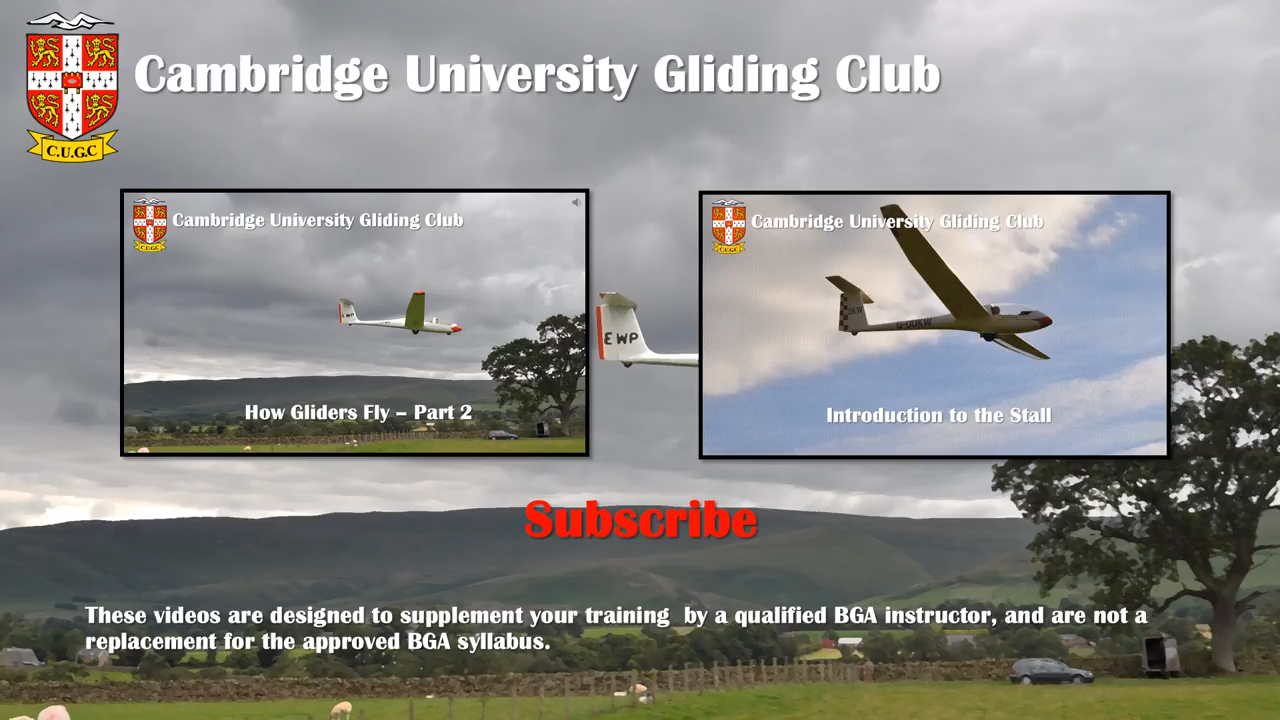 Cambridge University Gliding Club
C.U.G.C
Cambridge University Gliding Club
C.U.G.C
How Gliders Fly – Part 2
EWP
EWP
Cambridge University Gliding Club
C.U.G.C
Introduction to the Stall
Subscribe
These videos are designed to supplement your training by a qualified BGA instructor, and are not a
replacement for the approved BGA syllabus.